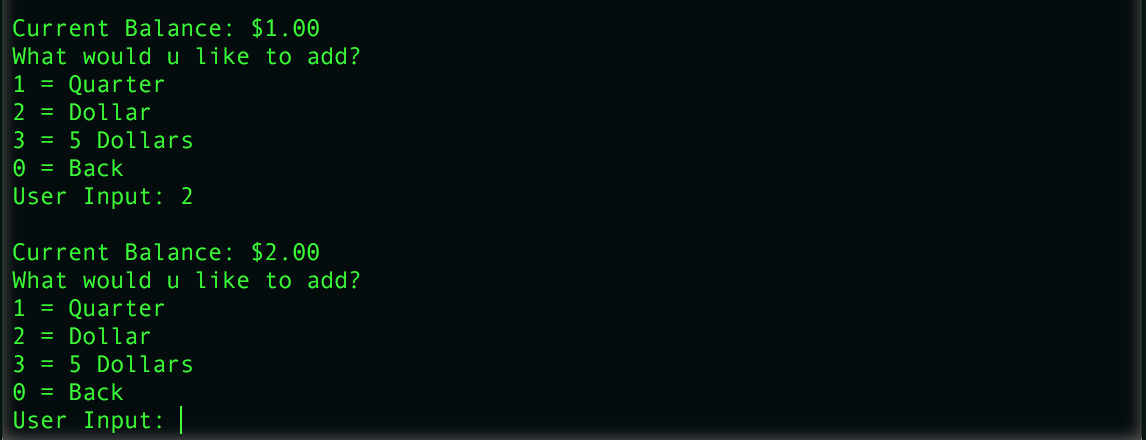 Current Balance: $1.00
What would u like to add?
1 = Quarter
2 = Dollar
3 = 5 Dollars
0 = Back
User Input: 2
Current Balance: $2.00
What would u like to add?
1 = Quarter
2 = Dollar
3 = 5 Dollars
0 = Back
User Input: